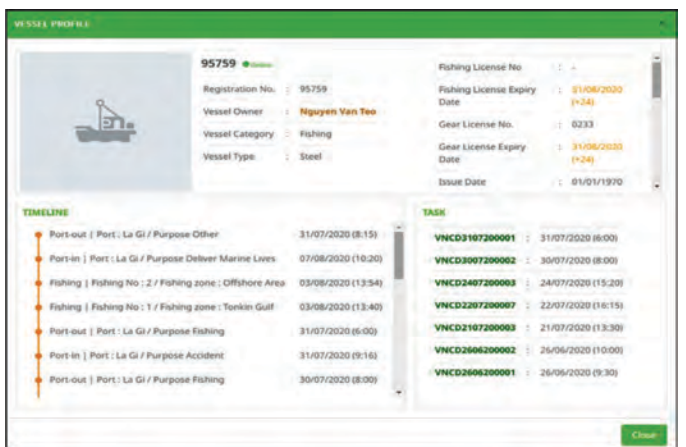 VESSEL PROFILE
95759 Online
Registration No. : 95759
Vessel Owner : Nguyen Van Teo
Vessel Category : Fishing
Vessel Type : Steel
Fishing License No : -
Fishing License Expiry Date : 31/08/2020 (+24)
Gear License No. : 0233
Gear License Expiry Date : 31/08/2020 (+24)
Issue Date : 01/01/1970
TIMELINE
Port-out | Port : La Gi / Purpose Other 31/07/2020 (8:15)
Port-in | Port : La Gi / Purpose Deliver Marine Lives 07/08/2020 (10:20)
Fishing | Fishing No : 2 / Fishing zone : Offshore Area 03/08/2020 (13:54)
Fishing | Fishing No : 1 / Fishing zone : Tonkin Gulf 03/08/2020 (13:40)
Port-out | Port : La Gi / Purpose Fishing 31/07/2020 (6:00)
Port-in | Port : La Gi / Purpose Accident 31/07/2020 (9:16)
Port-out | Port : La Gi / Purpose Fishing 30/07/2020 (8:00)
TASK
VNCD3107200001 : 31/07/2020 (6:00)
VNCD3007200002 : 30/07/2020 (8:00)
VNCD2407200003 : 24/07/2020 (15:20)
VNCD2207200007 : 22/07/2020 (16:15)
VNCD2107200003 : 21/07/2020 (13:30)
VNCD2606200002 : 26/06/2020 (10:00)
VNCD2606200001 : 26/06/2020 (9:30)
Close